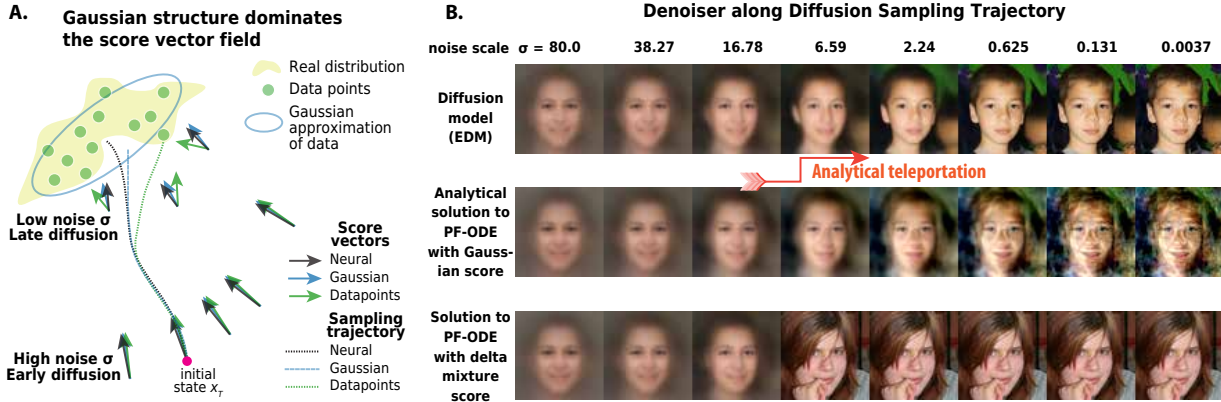 A.
Gaussian structure dominates
the score vector field
Real distribution
Data points
Gaussian
approximation
of data
Low noise σ
Late diffusion
Score
vectors
Neural
Gaussian
Datapoints
Sampling
trajectory
Neural
Gaussian
Datapoints
High noise σ
Early diffusion
initial
state x_T
B.
Denoiser along Diffusion Sampling Trajectory
noise scale σ = 80.0 38.27 16.78 6.59 2.24 0.625 0.131 0.0037
Diffusion
model
(EDM)
Analytical teleportation
Analytical
solution to
PF-ODE
with Gauss-
ian score
Solution to
PF-ODE
with delta
mixture
score